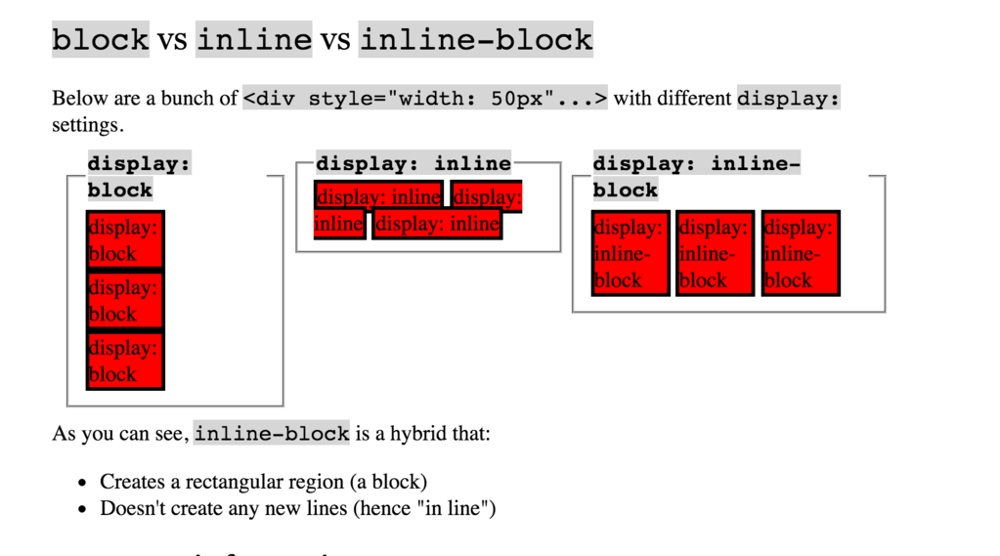 block vs inline vs inline-block
Below are a bunch of <div style="width: 50px"...> with different display:
settings.
display:
block
display:
block
display:
block
display:
block
display: inline
display: inline display:
inline display: inline
display: inline-
block
display: display: display:
inline- inline- inline-
block block block
As you can see, inline-block is a hybrid that:
• Creates a rectangular region (a block)
• Doesn't create any new lines (hence "in line")